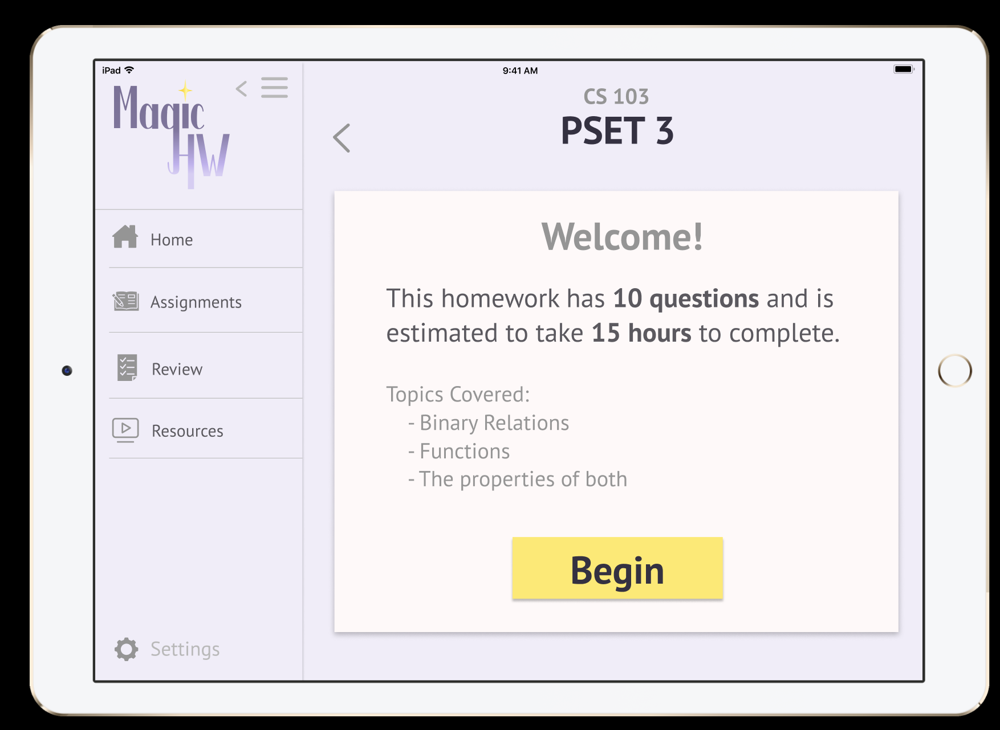 iPad
9:41 AM
Magic
HW
Home
Assignments
Review
Resources
Settings
CS 103
PSET 3
Welcome!
This homework has 10 questions and is
estimated to take 15 hours to complete.
Topics Covered:
- Binary Relations
- Functions
- The properties of both
Begin